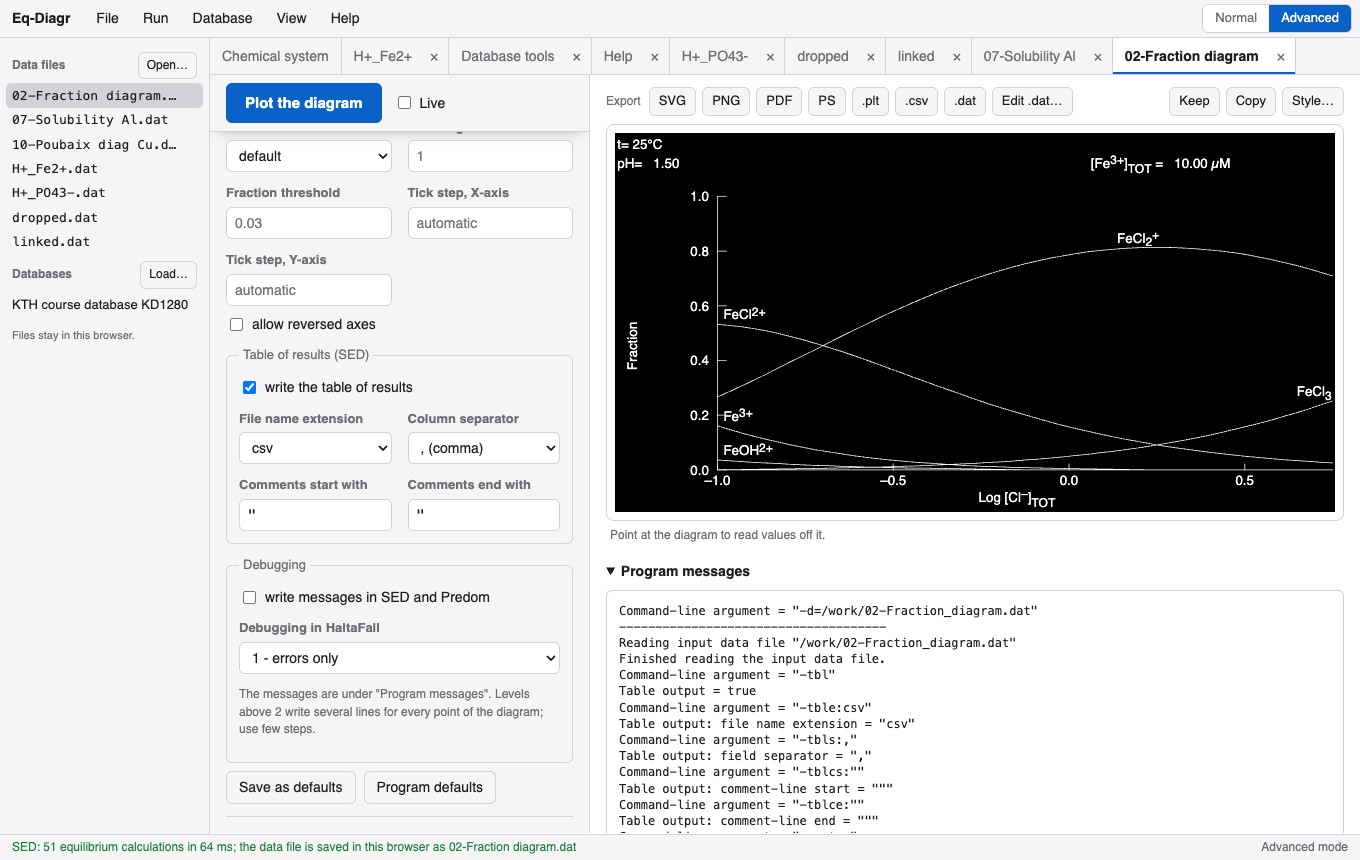 Eq-Diagr File Run Database View Help Normal Advanced
Data files Open...
02-Fraction diagram....
07-Solubility Al.dat
10-Poubaix diag Cu.d...
H+_Fe2+.dat
H+_PO43-.dat
dropped.dat
linked.dat
Databases Load...
KTH course database KD1280
Files stay in this browser.
Chemical system H+_Fe2+ × Database tools × Help × H+_PO43- × dropped × linked × 07-Solubility Al × 02-Fraction diagram ×
Plot the diagram Live
default 1
Fraction threshold Tick step, X-axis
0.03 automatic
Tick step, Y-axis
automatic
allow reversed axes
Table of results (SED)
write the table of results
File name extension Column separator
csv , (comma)
Comments start with Comments end with
" "
Debugging
write messages in SED and Predom
Debugging in HaltaFall
1 - errors only
The messages are under "Program messages". Levels
above 2 write several lines for every point of the diagram;
use few steps.
Save as defaults Program defaults
Export SVG PNG PDF PS .plt .csv .dat Edit .dat... Keep Copy Style...
t= 25°C
pH= 1.50 [Fe3+]TOT = 10.00 µM
1.0
FeCl2+
0.8
0.6 FeCl2+
Fraction
0.4
FeCl3
0.2 Fe3+
FeOH2+
0.0
−1.0 −0.5 0.0 0.5
Log [Cl−]TOT
Point at the diagram to read values off it.
▼ Program messages
Command-line argument = "-d=/work/02-Fraction_diagram.dat"
-------------------------------------
Reading input data file "/work/02-Fraction_diagram.dat"
Finished reading the input data file.
Command-line argument = "-tbl"
Table output = true
Command-line argument = "-tble:csv"
Table output: file name extension = "csv"
Command-line argument = "-tbls:,"
Table output: field separator = ","
Command-line argument = "-tblcs:""
Table output: comment-line start = """
Command-line argument = "-tblce:""
Table output: comment-line end = """
SED: 51 equilibrium calculations in 64 ms; the data file is saved in this browser as 02-Fraction diagram.dat Advanced mode